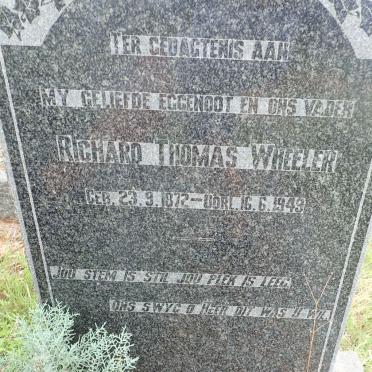 TER GEDAGTENIS AAN
MY GELIEFDE EGGENOOT EN ONS VADER
RICHARD THOMAS WHEELER
GEB. 23.9.1872 — OORL. 16.6.1943
JOU STEM IS STIL JOU PLEK IS LEEG
ONS SWYG O HEER DIT WAS U WIL